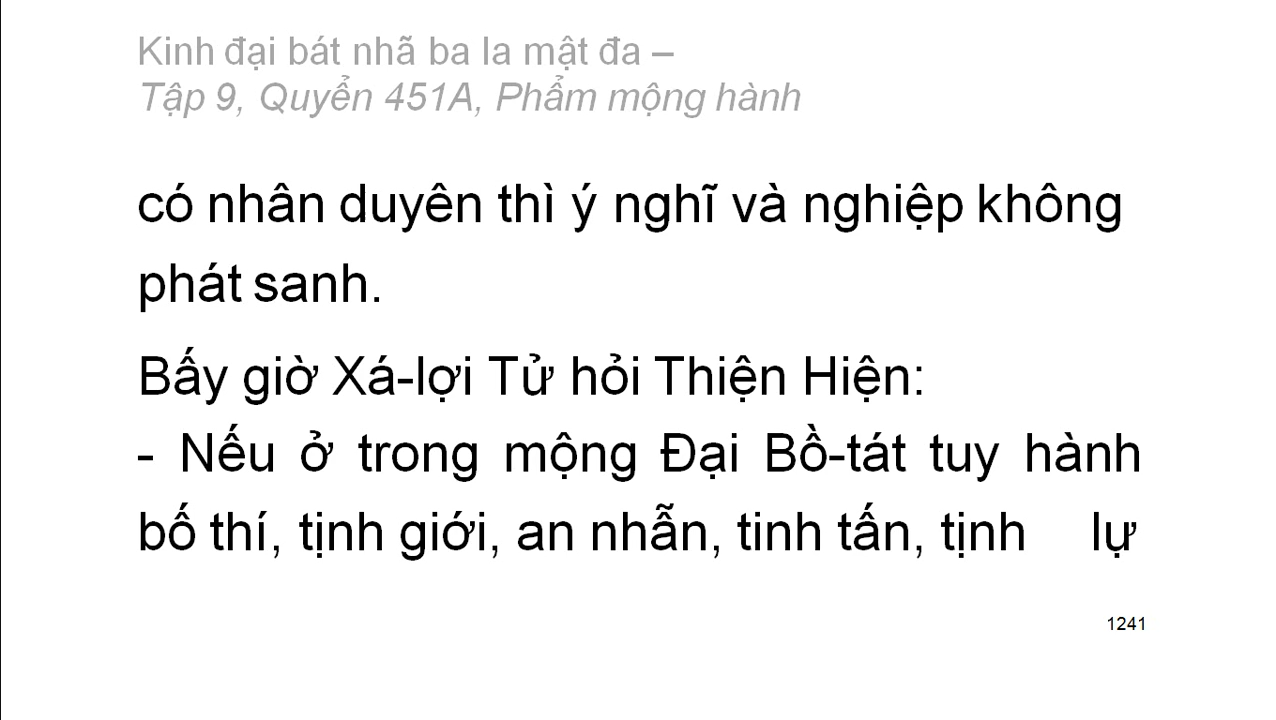 Kinh đại bát nhã ba la mật đa –
Tập 9, Quyển 451A, Phẩm mộng hành
có nhân duyên thì ý nghĩ và nghiệp không
phát sanh.
Bấy giờ Xá-lợi Tử hỏi Thiện Hiện:
- Nếu ở trong mộng Đại Bồ-tát tuy hành
bố thí, tịnh giới, an nhẫn, tinh tấn, tịnh lự
1241